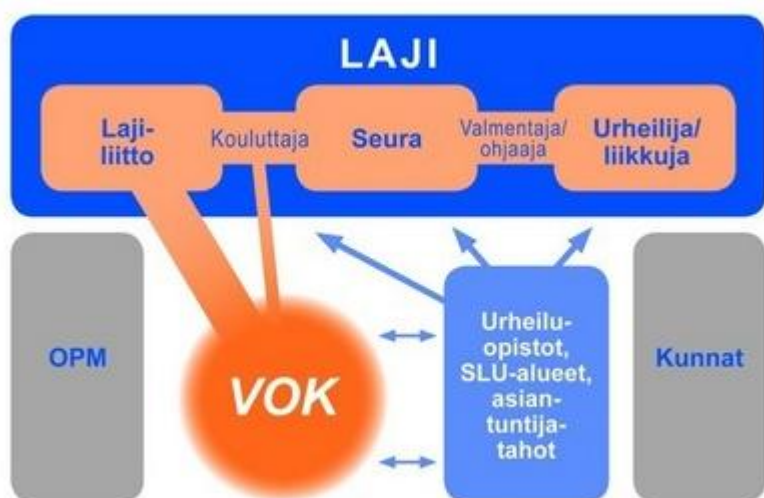 LAJI
Laji-
liitto
Kouluttaja
Seura
Valmentaja/
ohjaaja
Urheilija/
liikkuja
OPM
VOK
Urheilu-
opistot,
SLU-alueet,
asian-
tuntija-
tahot
Kunnat